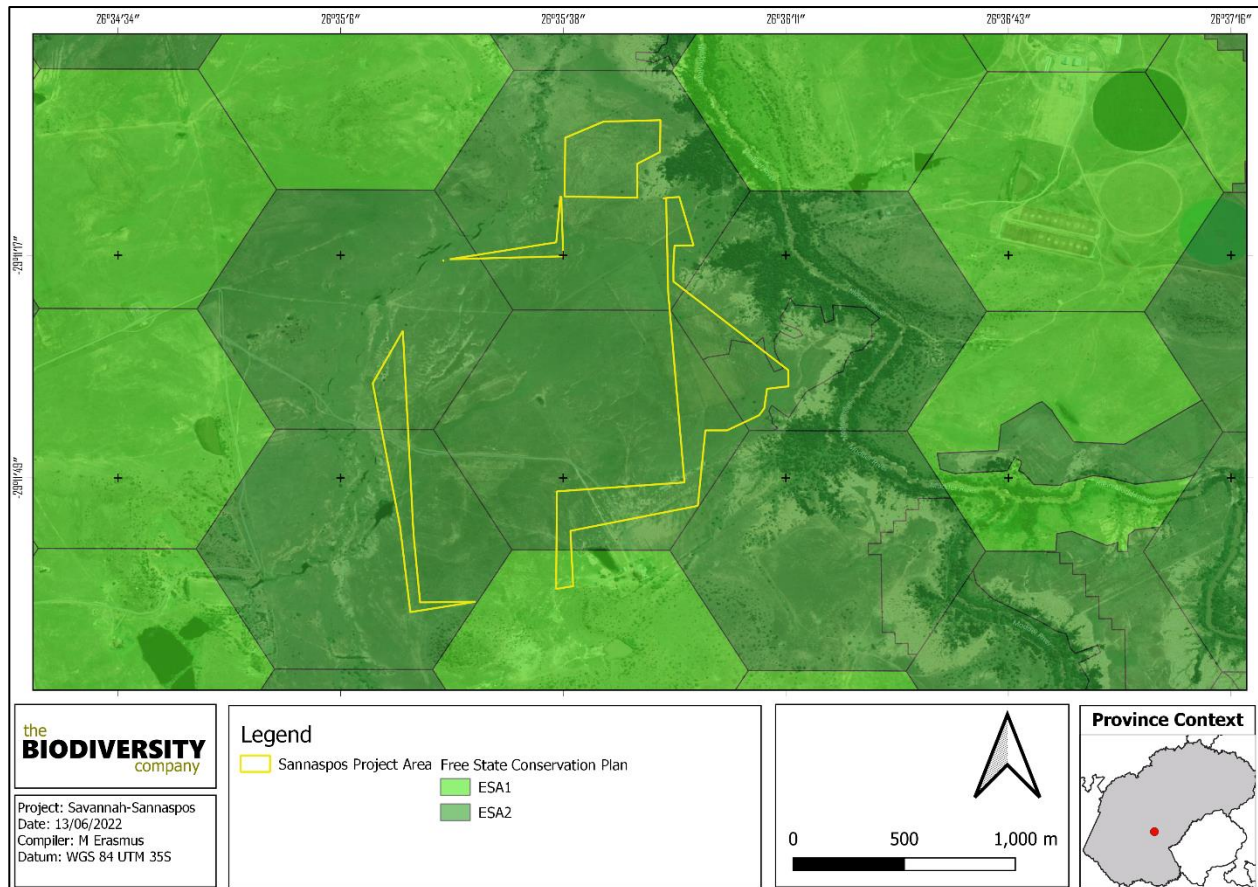 26°34'34" 26°35'6" 26°35'38" 26°36'11" 26°36'43" 26°37'16"
-29°11'17"
-29°11'49"
the
BIODIVERSITY
company
Project: Savannah-Sannaspos
Date: 13/06/2022
Compiler: M Erasmus
Datum: WGS 84 UTM 35S
Legend
Sannaspos Project Area
Free State Conservation Plan
ESA1
ESA2
0 500 1,000 m
Province Context